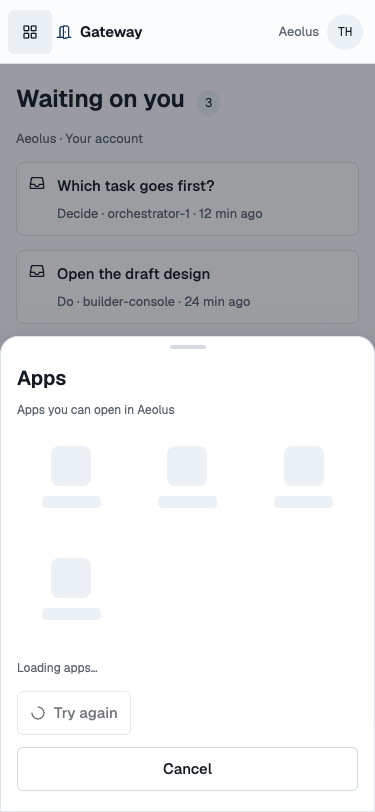 Gateway
Aeolus
TH
Waiting on you
3
Aeolus · Your account
Which task goes first?
Decide · orchestrator-1 · 12 min ago
Open the draft design
Do · builder-console · 24 min ago
Apps
Apps you can open in Aeolus
Loading apps…
Try again
Cancel